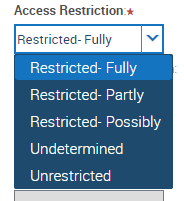 Access Restriction:★
Restricted- Fully
Restricted- Fully
Restricted- Partly
Restricted- Possibly
Undetermined
Unrestricted